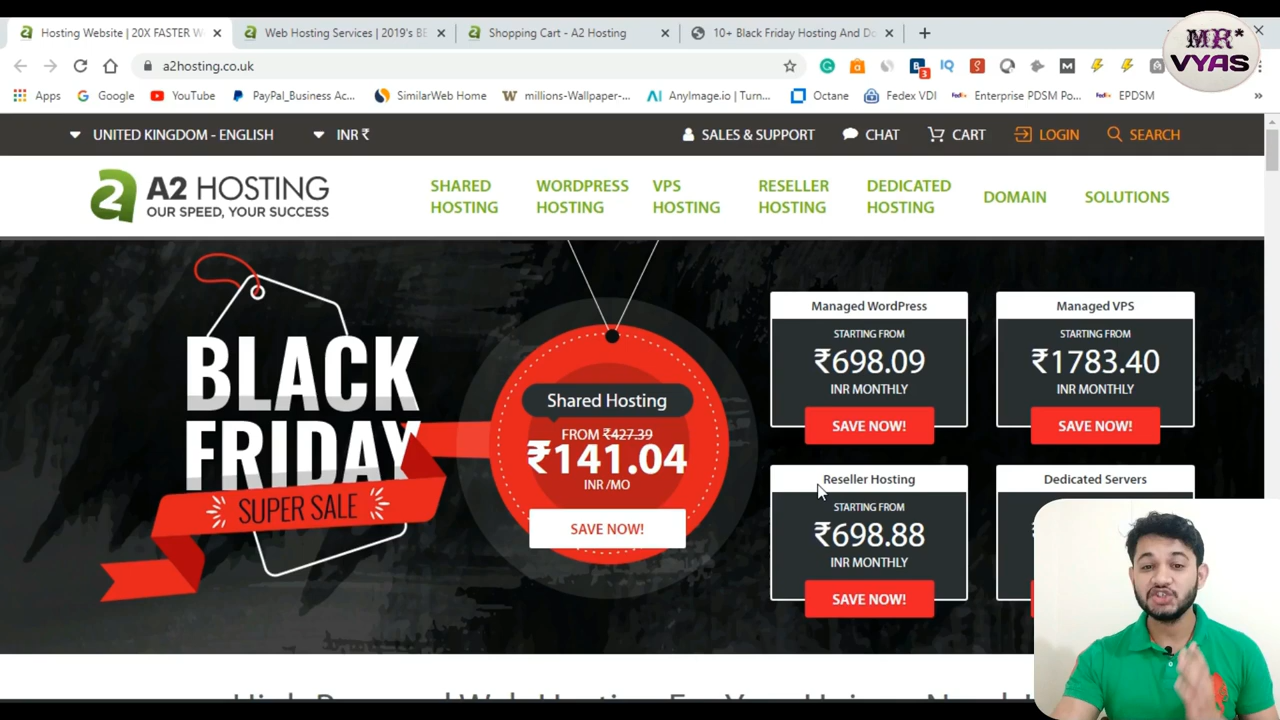 Hosting Website | 20X FASTER W
Web Hosting Services | 2019's BE
Shopping Cart - A2 Hosting
10+ Black Friday Hosting And Do
MR*
VYAS
a2hosting.co.uk
Apps
Google
YouTube
PayPal_Business Ac...
SimilarWeb Home
millions-Wallpaper-...
AnyImage.io | Turn...
Octane
Fedex VDI
Enterprise PDSM Po...
EPDSM
UNITED KINGDOM - ENGLISH
INR ₹
SALES & SUPPORT
CHAT
CART
LOGIN
SEARCH
A2 HOSTING
OUR SPEED, YOUR SUCCESS
SHARED
HOSTING
WORDPRESS
HOSTING
VPS
HOSTING
RESELLER
HOSTING
DEDICATED
HOSTING
DOMAIN
SOLUTIONS
BLACK
FRIDAY
SUPER SALE
Shared Hosting
FROM ₹427.39
₹141.04
INR /MO
SAVE NOW!
Managed WordPress
STARTING FROM
₹698.09
INR MONTHLY
SAVE NOW!
Managed VPS
STARTING FROM
₹1783.40
INR MONTHLY
SAVE NOW!
Reseller Hosting
STARTING FROM
₹698.88
INR MONTHLY
SAVE NOW!
Dedicated Servers